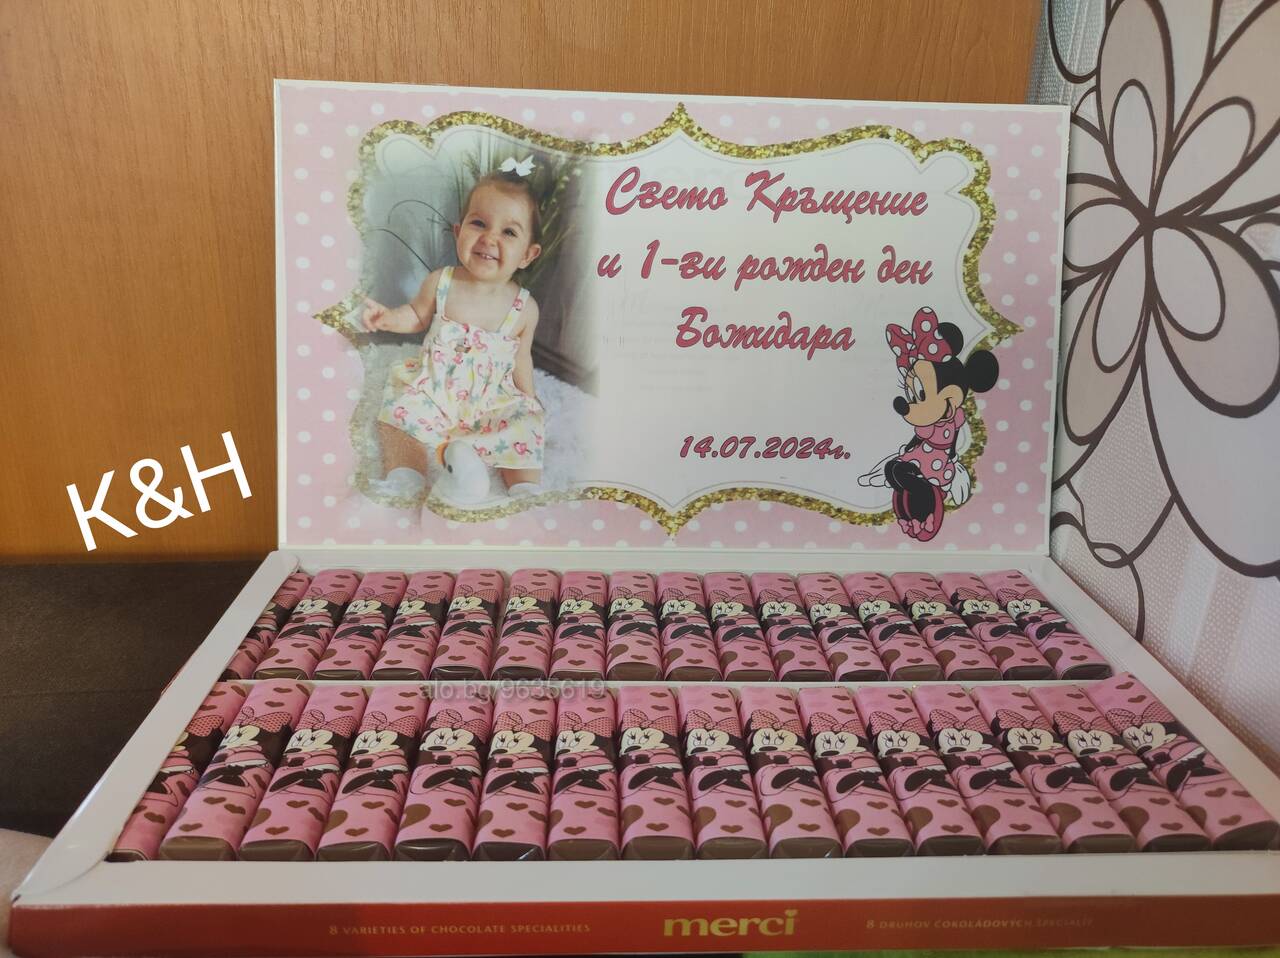 Свето Кръщение
и 1-ви рожден ден
Божидара
14.07.2024г.
K&H
alo.bg/9635619
8 VARIETIES OF CHOCOLATE SPECIALITIES
merci
8 DRUHOV ČOKOLÁDOVÝCH ŠPECIALÍT